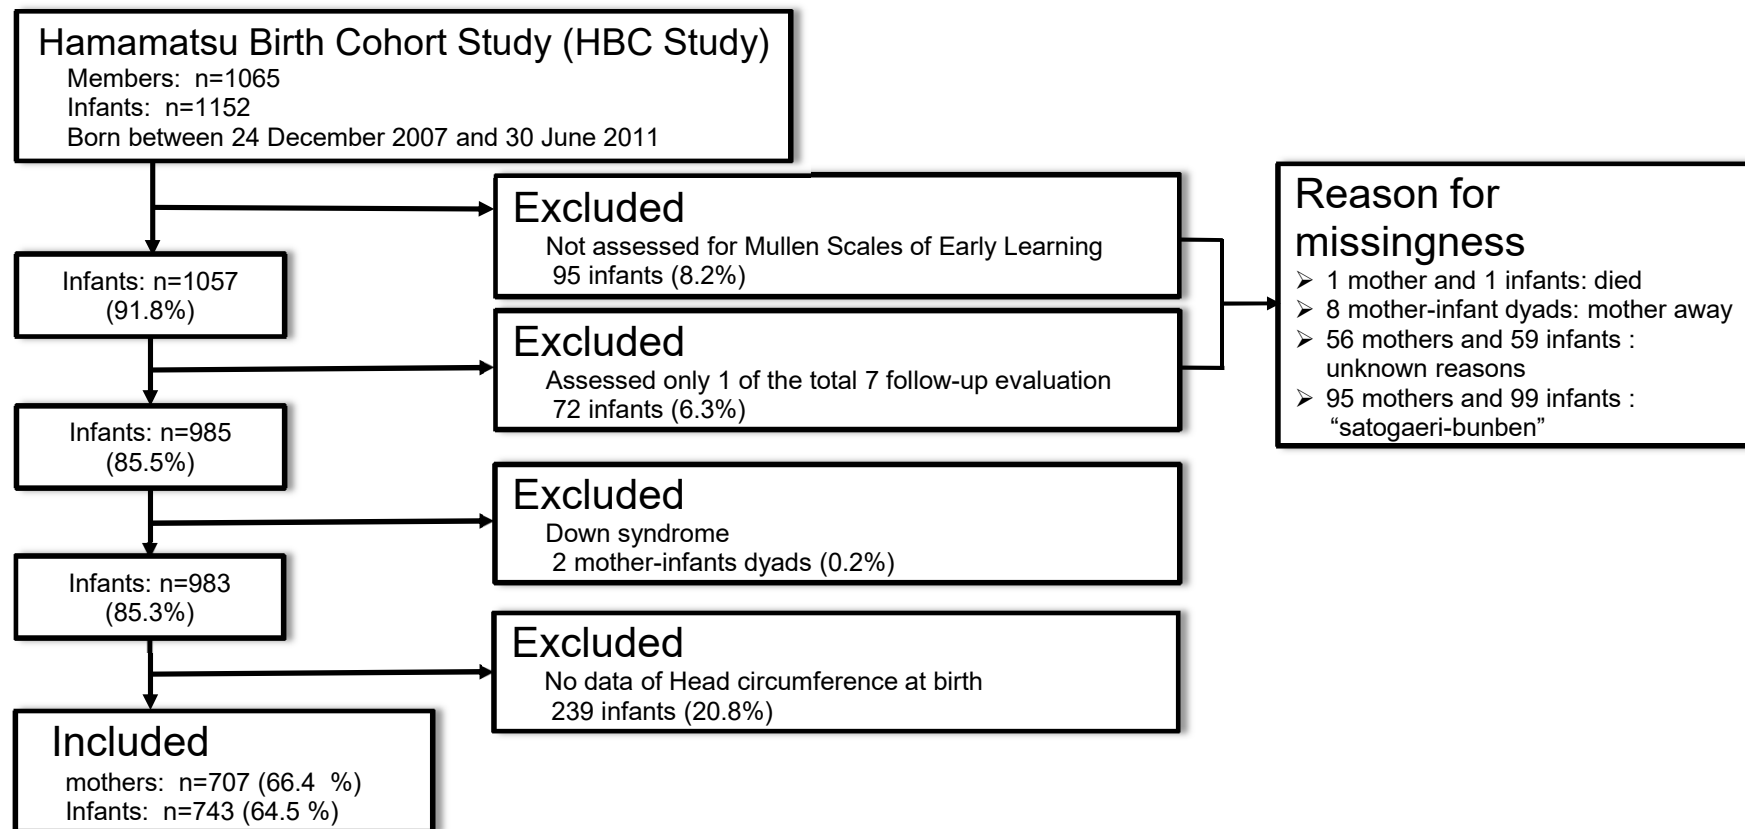 Hamamatsu Birth Cohort Study (HBC Study)
Members: n=1065
Infants: n=1152
Born between 24 December 2007 and 30 June 2011
Excluded
Not assessed for Mullen Scales of Early Learning
95 infants (8.2%)
Reason for
missingness
➢ 1 mother and 1 infants: died
➢ 8 mother-infant dyads: mother away
➢ 56 mothers and 59 infants :
unknown reasons
➢ 95 mothers and 99 infants :
“satogaeri-bunben”
Infants: n=1057
(91.8%)
Excluded
Assessed only 1 of the total 7 follow-up evaluation
72 infants (6.3%)
Infants: n=985
(85.5%)
Excluded
Down syndrome
2 mother-infants dyads (0.2%)
Infants: n=983
(85.3%)
Excluded
No data of Head circumference at birth
239 infants (20.8%)
Included
mothers: n=707 (66.4 %)
Infants: n=743 (64.5 %)